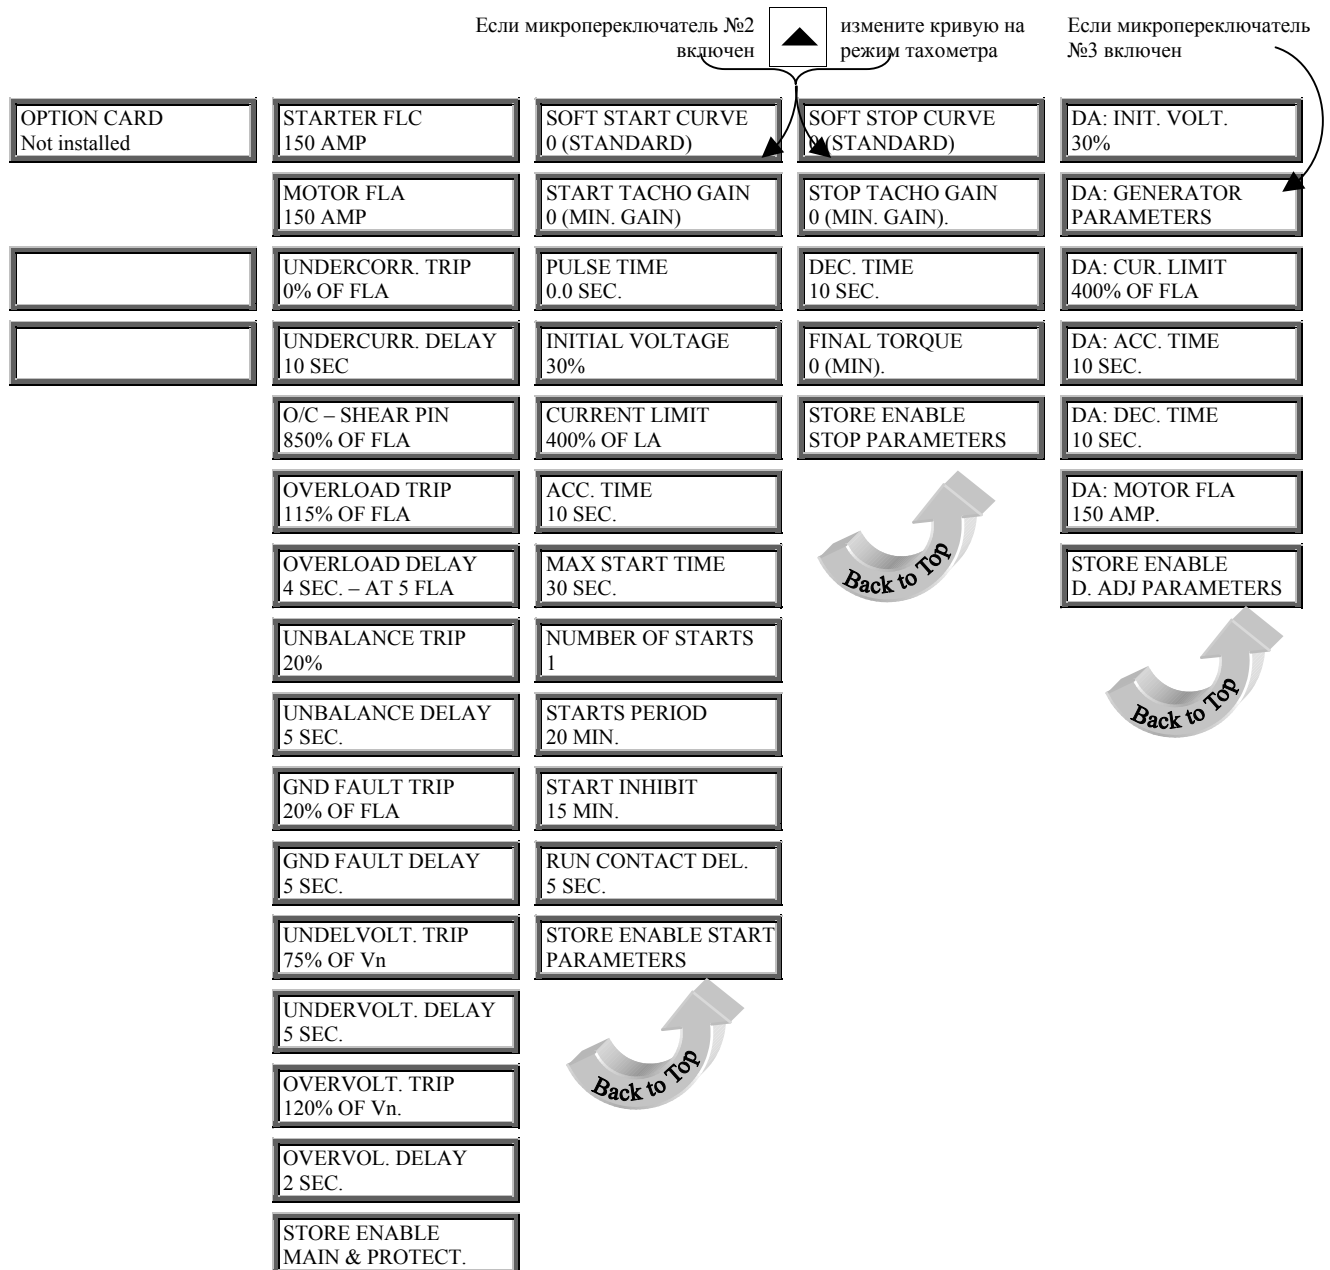 Если микропереключатель №2
включен
измените кривую на
режим тахометра
Если микропереключатель
№3 включен
OPTION CARD
Not installed
STARTER FLC
150 AMP
MOTOR FLA
150 AMP
UNDERCORR. TRIP
0% OF FLA
UNDERCURR. DELAY
10 SEC
O/C – SHEAR PIN
850% OF FLA
OVERLOAD TRIP
115% OF FLA
OVERLOAD DELAY
4 SEC. – AT 5 FLA
UNBALANCE TRIP
20%
UNBALANCE DELAY
5 SEC.
GND FAULT TRIP
20% OF FLA
GND FAULT DELAY
5 SEC.
UNDELVOLT. TRIP
75% OF Vn
UNDERVOLT. DELAY
5 SEC.
OVERVOLT. TRIP
120% OF Vn.
OVERVOL. DELAY
2 SEC.
STORE ENABLE
MAIN & PROTECT.
SOFT START CURVE
0 (STANDARD)
START TACHO GAIN
0 (MIN. GAIN)
PULSE TIME
0.0 SEC.
INITIAL VOLTAGE
30%
CURRENT LIMIT
400% OF LA
ACC. TIME
10 SEC.
MAX START TIME
30 SEC.
NUMBER OF STARTS
1
STARTS PERIOD
20 MIN.
START INHIBIT
15 MIN.
RUN CONTACT DEL.
5 SEC.
STORE ENABLE START
PARAMETERS
Back to Top
SOFT STOP CURVE
0 (STANDARD)
STOP TACHO GAIN
0 (MIN. GAIN).
DEC. TIME
10 SEC.
FINAL TORQUE
0 (MIN).
STORE ENABLE
STOP PARAMETERS
Back to Top
DA: INIT. VOLT.
30%
DA: GENERATOR
PARAMETERS
DA: CUR. LIMIT
400% OF FLA
DA: ACC. TIME
10 SEC.
DA: DEC. TIME
10 SEC.
DA: MOTOR FLA
150 AMP.
STORE ENABLE
D. ADJ PARAMETERS
Back to Top